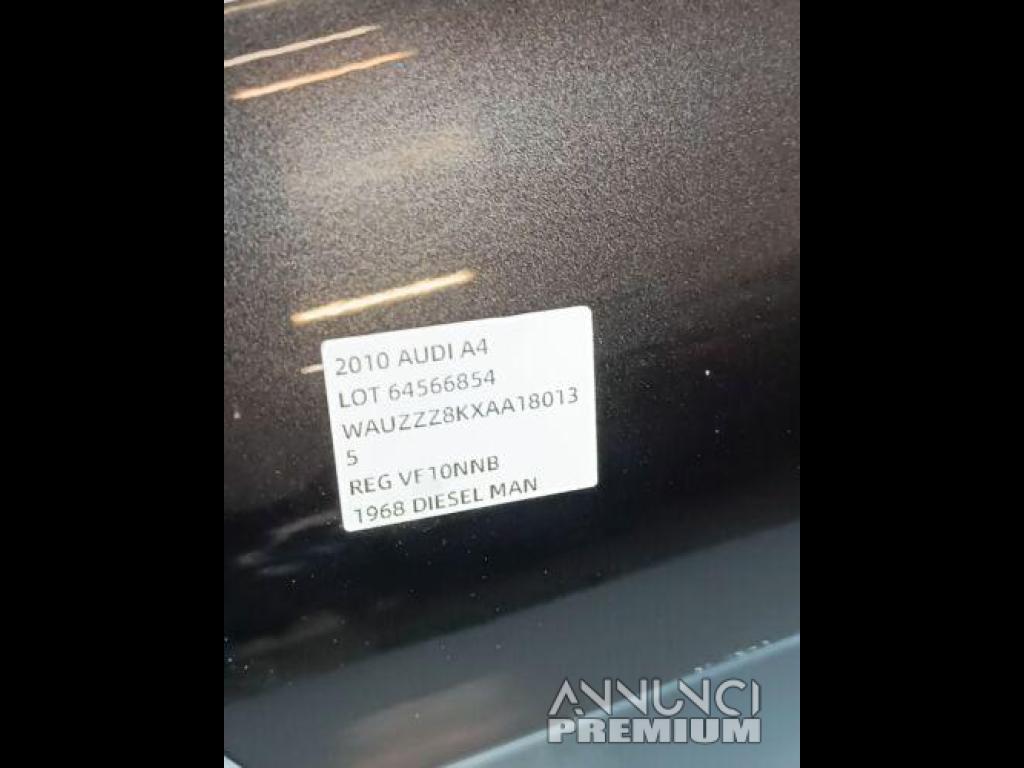 2010 AUDI A4
LOT 64566854
WAUZZZ8KXAA18013
5
REG VF10NNB
1968 DIESEL MAN
ANNUNCI
PREMIUM